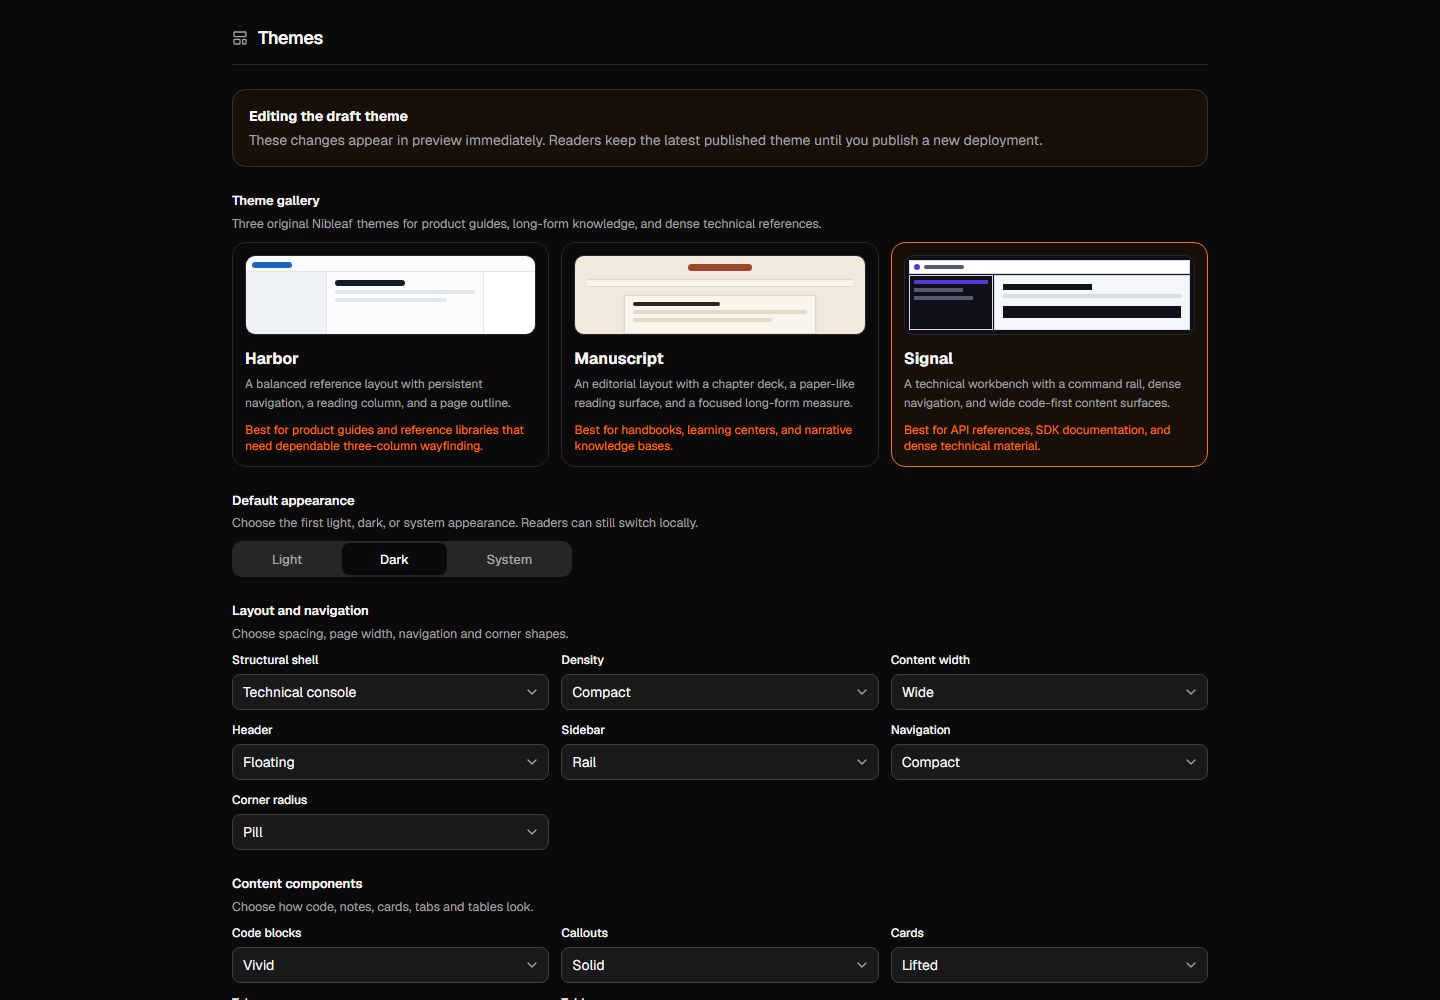 Themes
Editing the draft theme
These changes appear in preview immediately. Readers keep the latest published theme until you publish a new deployment.
Theme gallery
Three original Nibleaf themes for product guides, long-form knowledge, and dense technical references.
Harbor
A balanced reference layout with persistent
navigation, a reading column, and a page outline.
Best for product guides and reference libraries that
need dependable three-column wayfinding.
Manuscript
An editorial layout with a chapter deck, a paper-like
reading surface, and a focused long-form measure.
Best for handbooks, learning centers, and narrative
knowledge bases.
Signal
A technical workbench with a command rail, dense
navigation, and wide code-first content surfaces.
Best for API references, SDK documentation, and
dense technical material.
Default appearance
Choose the first light, dark, or system appearance. Readers can still switch locally.
Light
Dark
System
Layout and navigation
Choose spacing, page width, navigation and corner shapes.
Structural shell
Technical console
Density
Compact
Content width
Wide
Header
Floating
Sidebar
Rail
Navigation
Compact
Corner radius
Pill
Content components
Choose how code, notes, cards, tabs and tables look.
Code blocks
Vivid
Callouts
Solid
Cards
Lifted